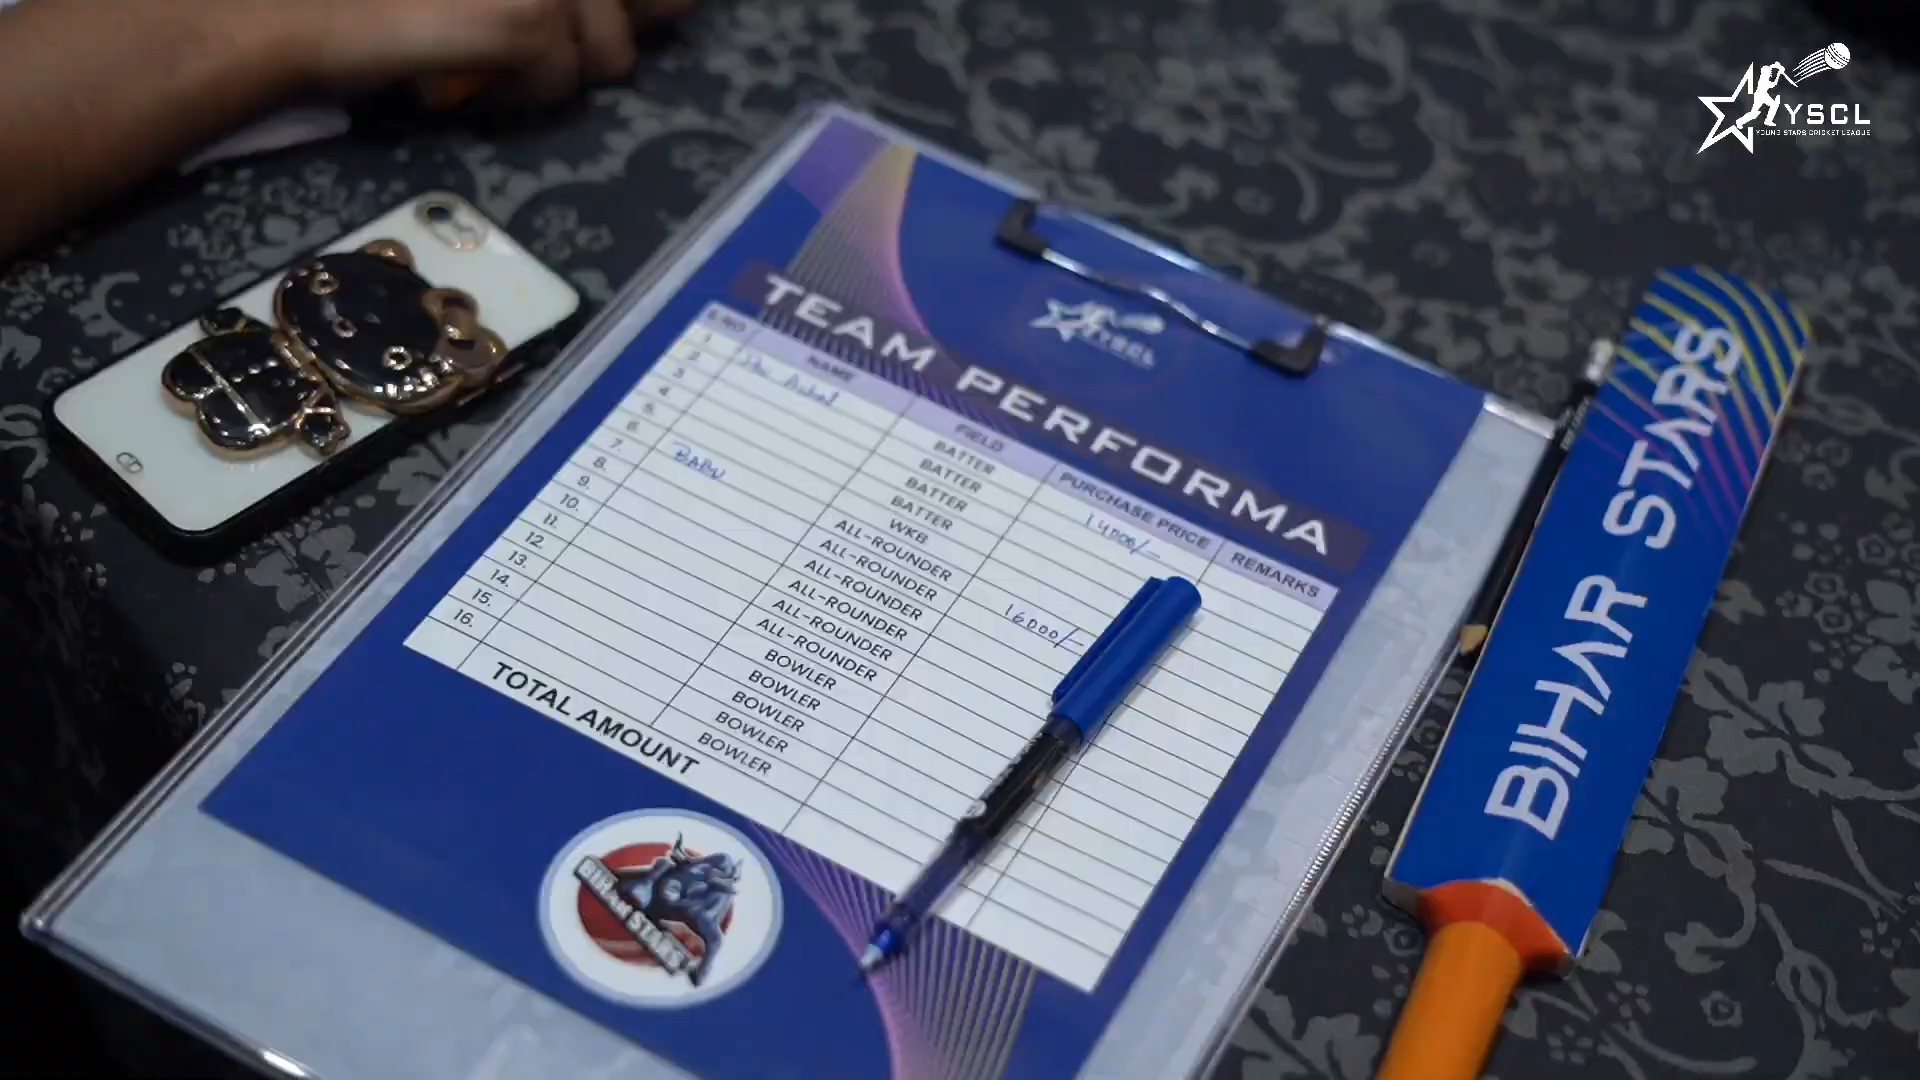 YSCL
YOUNG STARS CRICKET LEAGUE
YSCL
TEAM PERFORMA
S.NO NAME FIELD PURCHASE PRICE REMARKS
1 BATTER 14000/-
2 BATTER
3 BATTER
4 BATTER
5. WKB
6. ALL-ROUNDER 16000/-
7. BABU ALL-ROUNDER
8. ALL-ROUNDER
9. ALL-ROUNDER
10. ALL-ROUNDER
11. ALL-ROUNDER
12. BOWLER
13. BOWLER
14. BOWLER
15. BOWLER
16. BOWLER
TOTAL AMOUNT
BIHAR STARS
BIHAR STARS